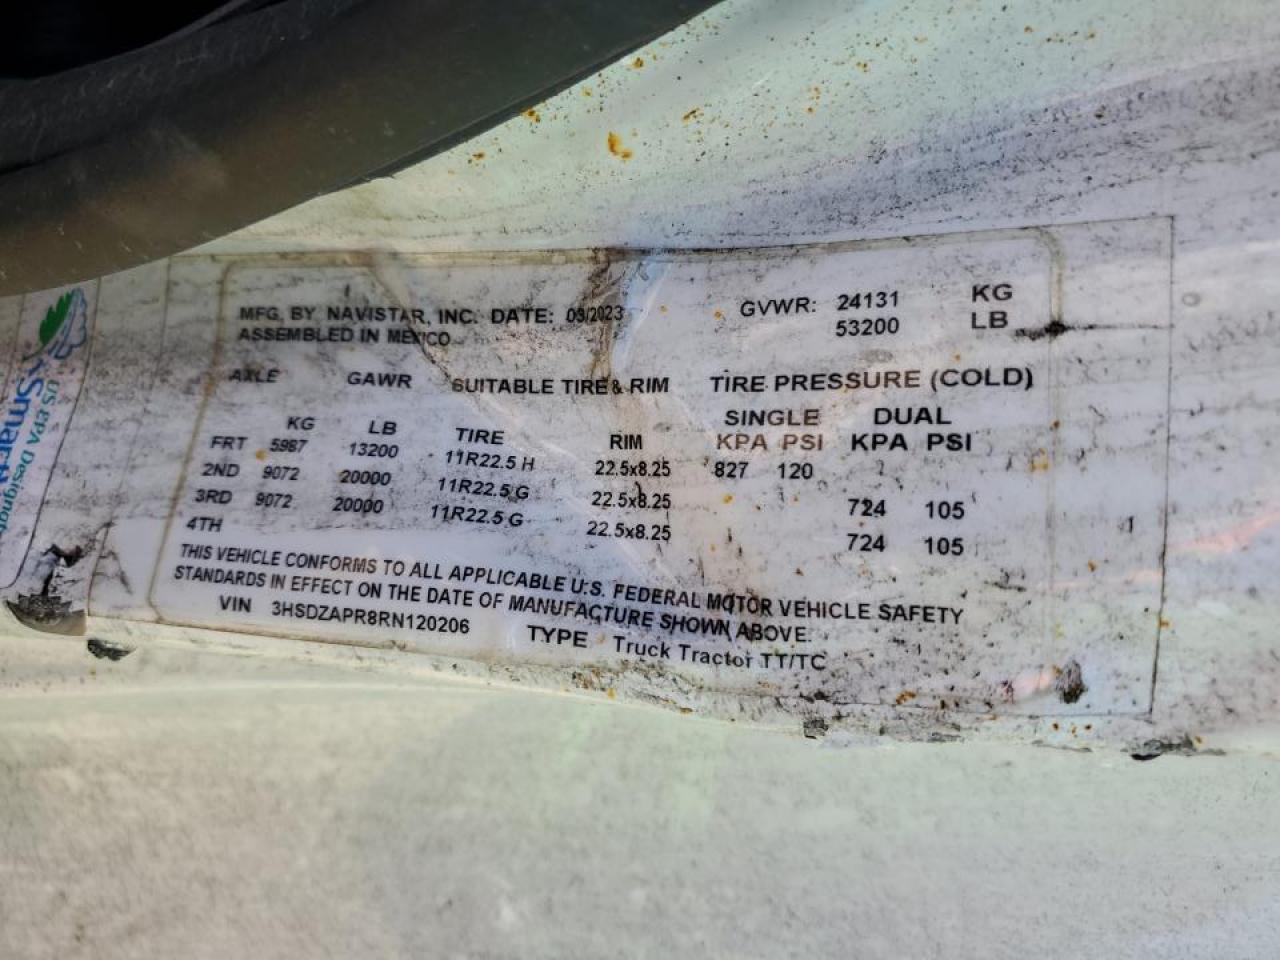 MFG. BY NAVISTAR, INC. DATE: 03/2023
ASSEMBLED IN MEXICO
GVWR: 24131 KG
53200 LB
AXLE GAWR SUITABLE TIRE & RIM TIRE PRESSURE (COLD)
SINGLE DUAL
KG LB TIRE RIM KPA PSI KPA PSI
FRT 5987 13200 11R22.5 H 22.5x8.25 827 120
2ND 9072 20000 11R22.5 G 22.5x8.25 724 105
3RD 9072 20000 11R22.5 G 22.5x8.25 724 105
4TH
THIS VEHICLE CONFORMS TO ALL APPLICABLE U.S. FEDERAL MOTOR VEHICLE SAFETY
STANDARDS IN EFFECT ON THE DATE OF MANUFACTURE SHOWN ABOVE.
VIN 3HSDZAPR8RN120206 TYPE Truck Tractor TT/TC
US EPA